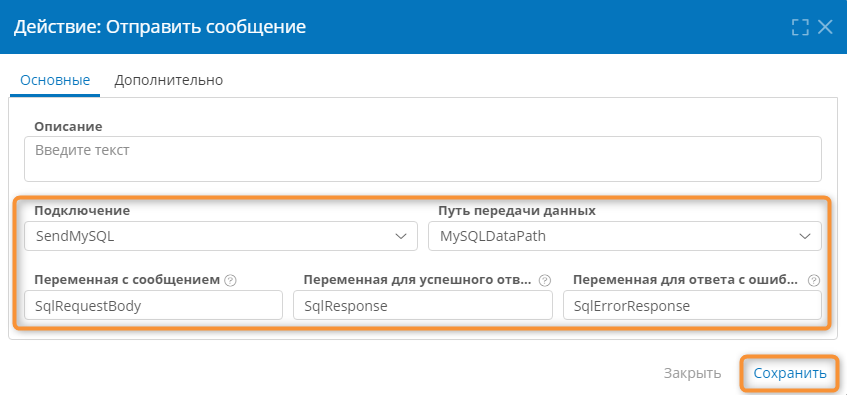 Действие: Отправить сообщение
Основные Дополнительно
Описание
Введите текст
Подключение Путь передачи данных
SendMySQL MySQLDataPath
Переменная с сообщением ? Переменная для успешного отв... ? Переменная для ответа с ошиб... ?
SqlRequestBody SqlResponse SqlErrorResponse
Закрыть Сохранить